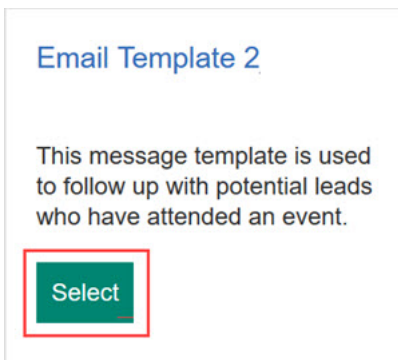 Email Template 2
This message template is used
to follow up with potential leads
who have attended an event.
Select